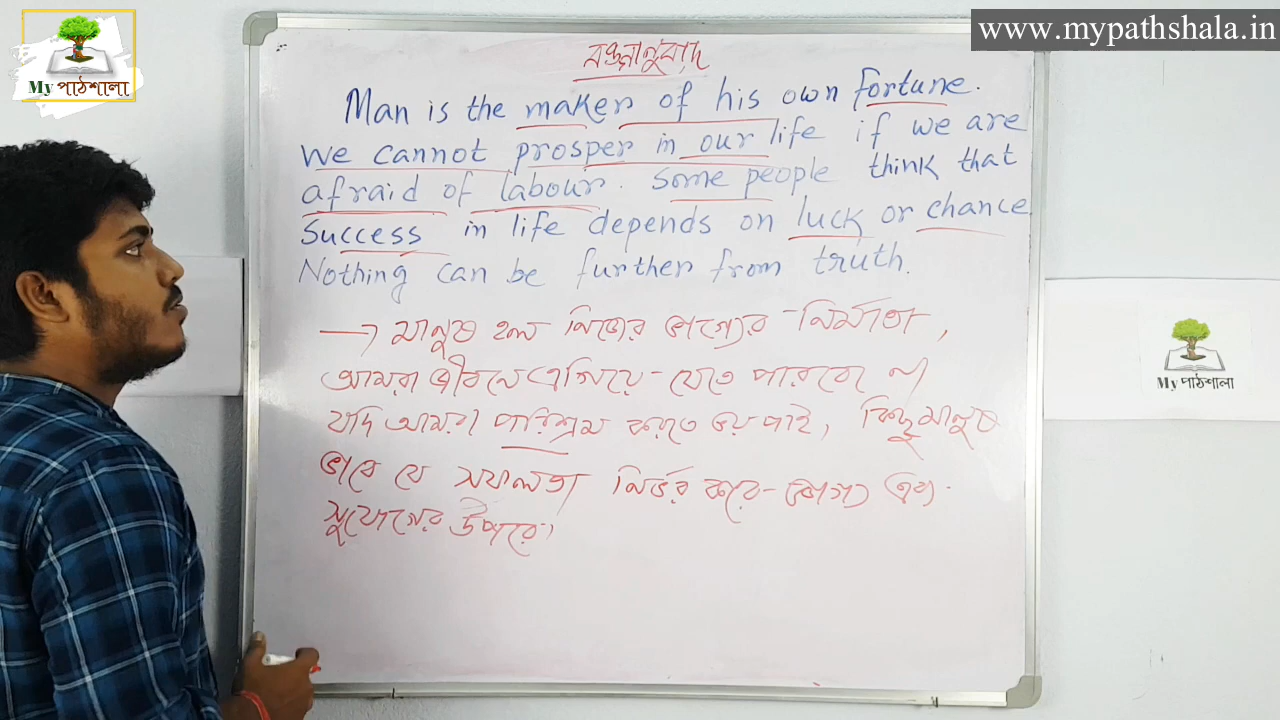 www.mypathshala.in
My পাঠশালা
বঙ্গানুবাদ
Man is the maker of his own fortune.
We cannot prosper in our life if we are
afraid of labour. Some people think that
Success in life depends on luck or chance
Nothing can be further from truth.
→ মানুষ হল নিজের ভাগ্যের নির্মাতা,
আমরা জীবনে এগিয়ে যেতে পারবো না
যদি আমরা পরিশ্রম করতে ভয় পাই, কিছু মানুষ
ভাবে যে সফলতা নির্ভর করে ভাগ্য এবং
সুযোগের উপরে।
My পাঠশালা